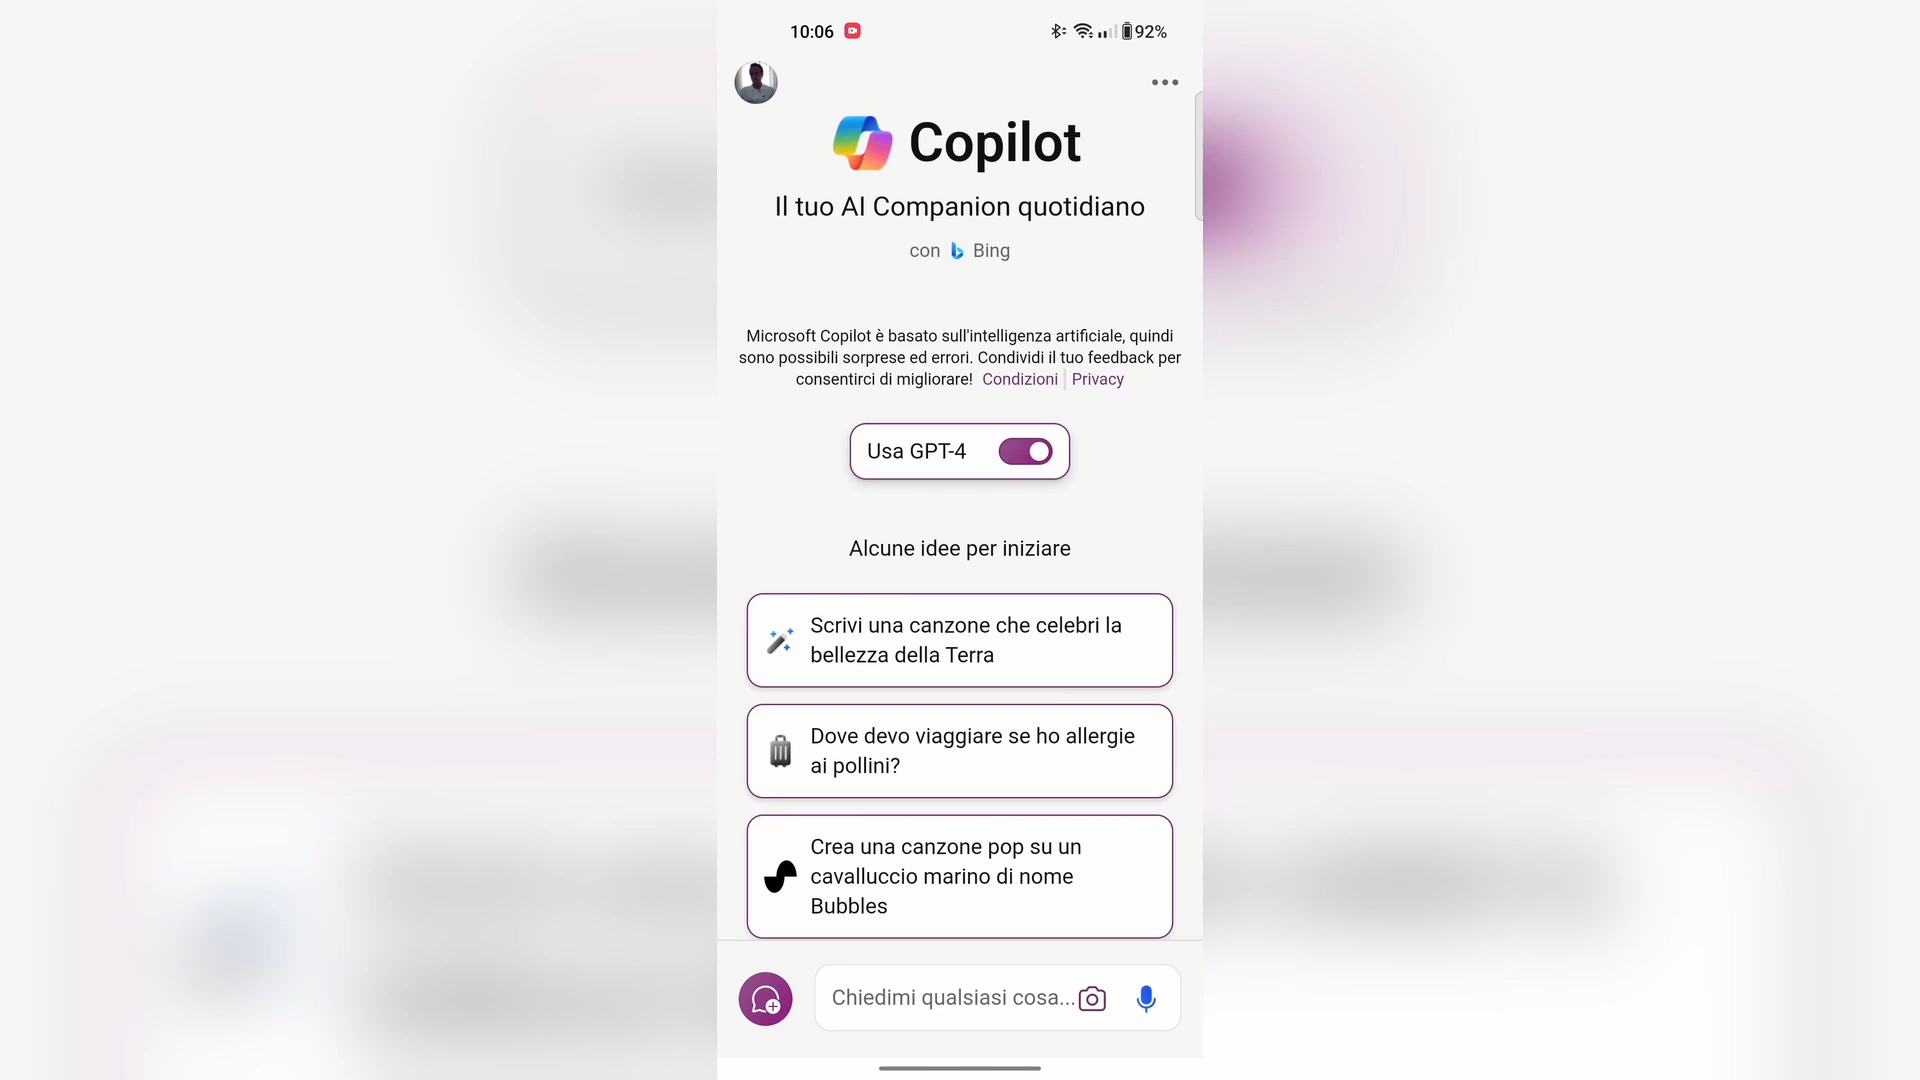 10:06
92%
Copilot
Il tuo AI Companion quotidiano
con Bing
Microsoft Copilot è basato sull'intelligenza artificiale, quindi
sono possibili sorprese ed errori. Condividi il tuo feedback per
consentirci di migliorare! Condizioni | Privacy
Usa GPT-4
Alcune idee per iniziare
Scrivi una canzone che celebri la
bellezza della Terra
Dove devo viaggiare se ho allergie
ai pollini?
Crea una canzone pop su un
cavalluccio marino di nome
Bubbles
Chiedimi qualsiasi cosa...